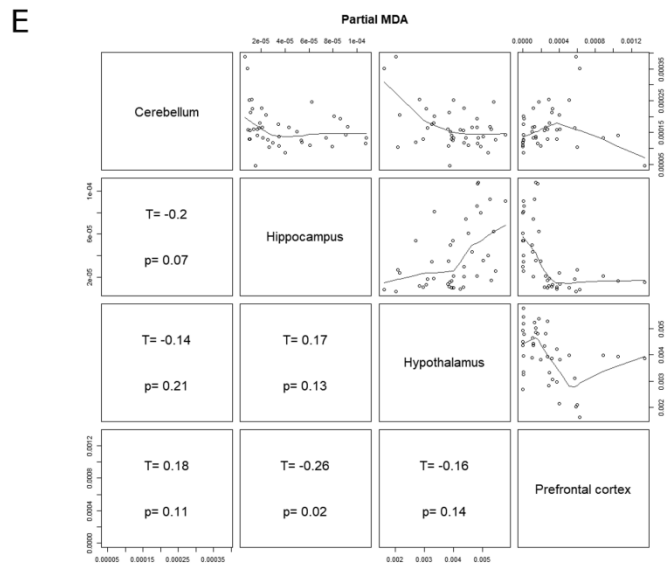 E
Partial MDA
2e-05 4e-05 6e-05 8e-05 1e-04
0.0000 0.0004 0.0008 0.0012
Cerebellum
0.00005 0.00015 0.00025 0.00035
2e-05 6e-05 1e-04
T= -0.2
p= 0.07
Hippocampus
T= -0.14
p= 0.21
T= 0.17
p= 0.13
Hypothalamus
0.002 0.003 0.004 0.005
0.0000 0.0004 0.0008 0.0012
T= 0.18
p= 0.11
T= -0.26
p= 0.02
T= -0.16
p= 0.14
Prefrontal cortex
0.00005 0.00015 0.00025 0.00035
0.002 0.003 0.004 0.005